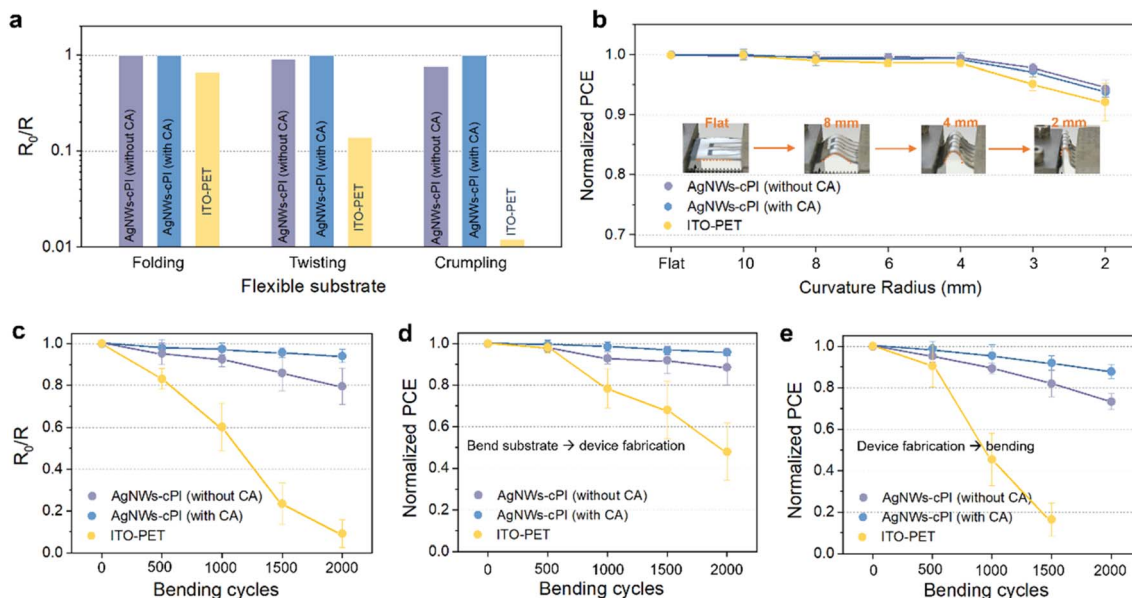 a
1
0.1
0.01
R₀/R
AgNWs-cPI (without CA)
AgNWs-cPI (with CA)
ITO-PET
AgNWs-cPI (without CA)
AgNWs-cPI (with CA)
ITO-PET
AgNWs-cPI (without CA)
AgNWs-cPI (with CA)
ITO-PET
Folding Twisting Crumpling
Flexible substrate
b
1.0
0.9
0.8
0.7
Normalized PCE
Flat 8 mm 4 mm 2 mm
AgNWs-cPI (without CA)
AgNWs-cPI (with CA)
ITO-PET
Flat 10 8 6 4 3 2
Curvature Radius (mm)
c
1.0
0.8
0.6
0.4
0.2
0.0
R₀/R
AgNWs-cPI (without CA)
AgNWs-cPI (with CA)
ITO-PET
0 500 1000 1500 2000
Bending cycles
d
1.0
0.8
0.6
0.4
0.2
0.0
Normalized PCE
Bend substrate → device fabrication
AgNWs-cPI (without CA)
AgNWs-cPI (with CA)
ITO-PET
0 500 1000 1500 2000
Bending cycles
e
1.0
0.8
0.6
0.4
0.2
0.0
Normalized PCE
Device fabrication → bending
AgNWs-cPI (without CA)
AgNWs-cPI (with CA)
ITO-PET
0 500 1000 1500 2000
Bending cycles